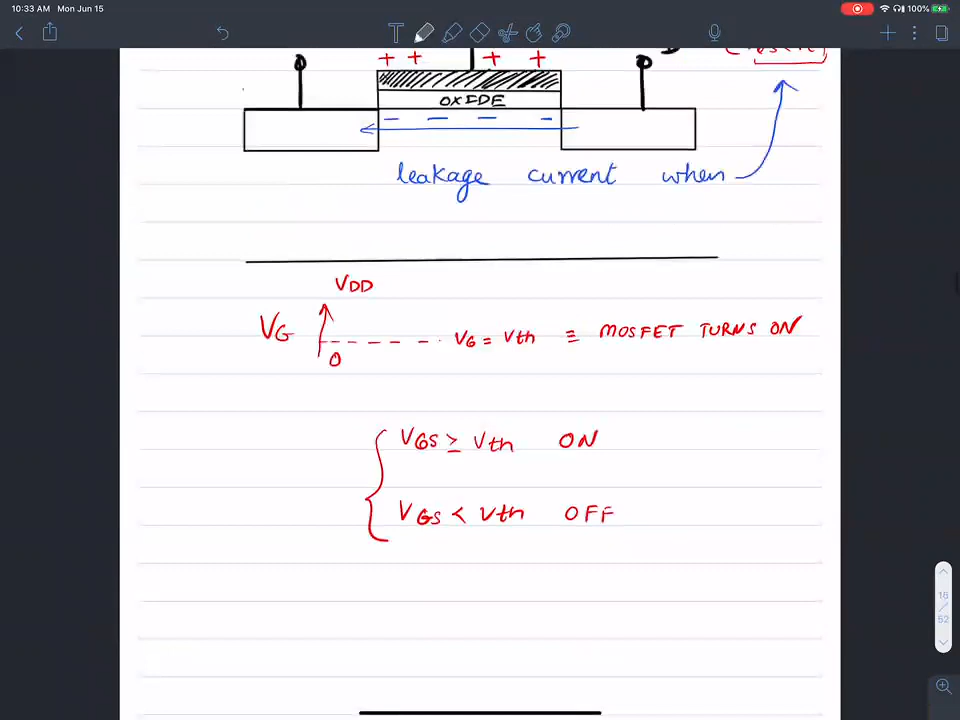 10:33 AM Mon Jun 15
100%
T
+ + + +
OXIDE
leakage current when
VDD
VG
VG = Vth ≡ MOSFET TURNS ON
0
VGS ≥ Vth ON
VGS < Vth OFF
16
52